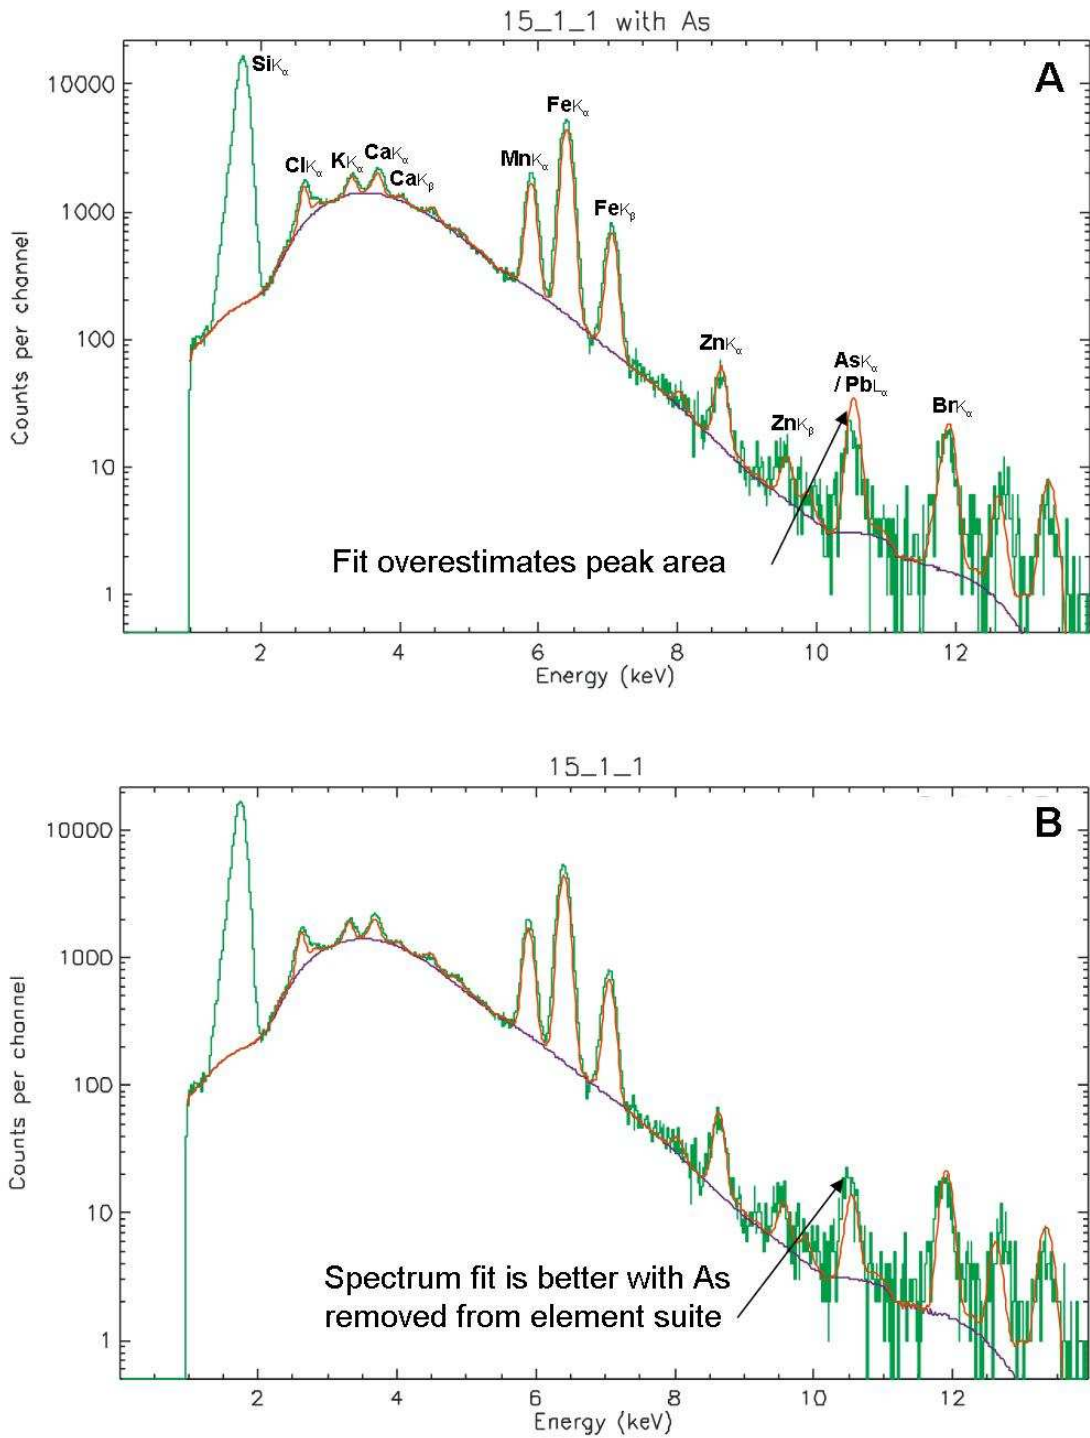 15_1_1 with As
A
SiKα
ClKα
KKα
CaKα
CaKβ
MnKα
FeKα
FeKβ
ZnKα
ZnKβ
AsKα
/ PbLα
BrKα
Fit overestimates peak area
10000
1000
100
10
1
Counts per channel
2 4 6 8 10 12
Energy (keV)
15_1_1
B
Spectrum fit is better with As
removed from element suite
10000
1000
100
10
1
Counts per channel
2 4 6 8 10 12
Energy (keV)